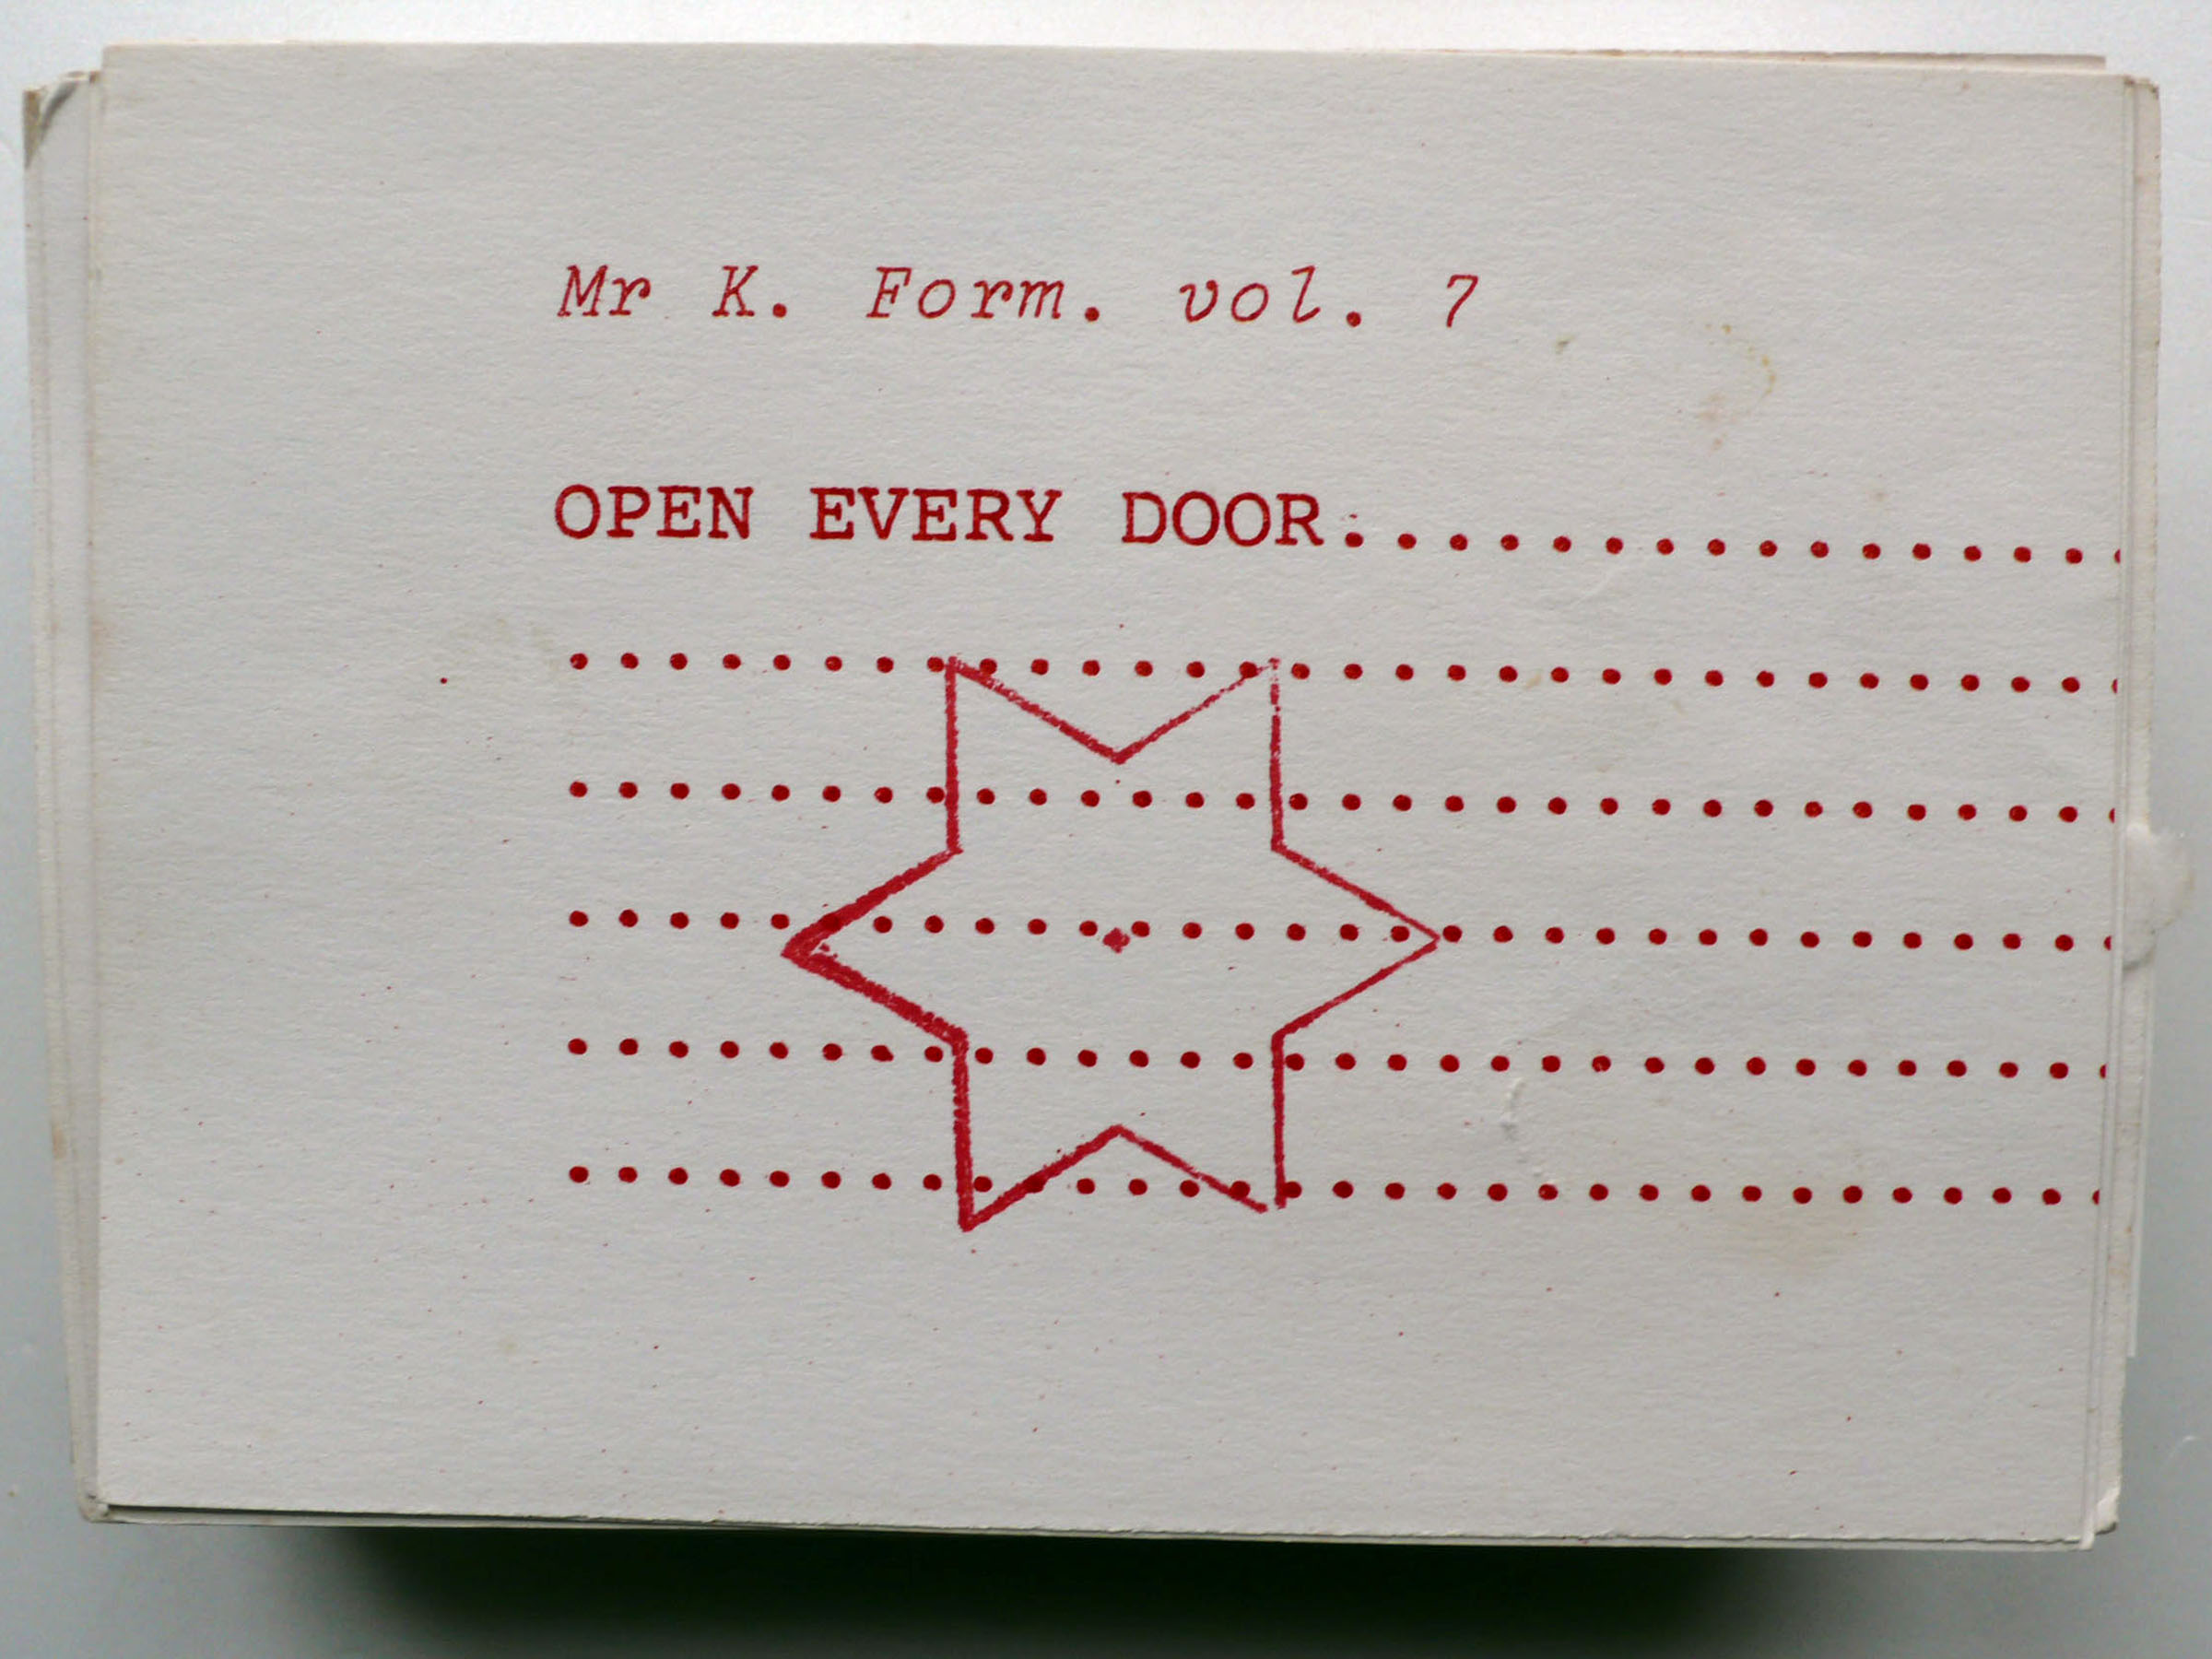 Mr K. Form. vol. 7
OPEN EVERY DOOR:..............